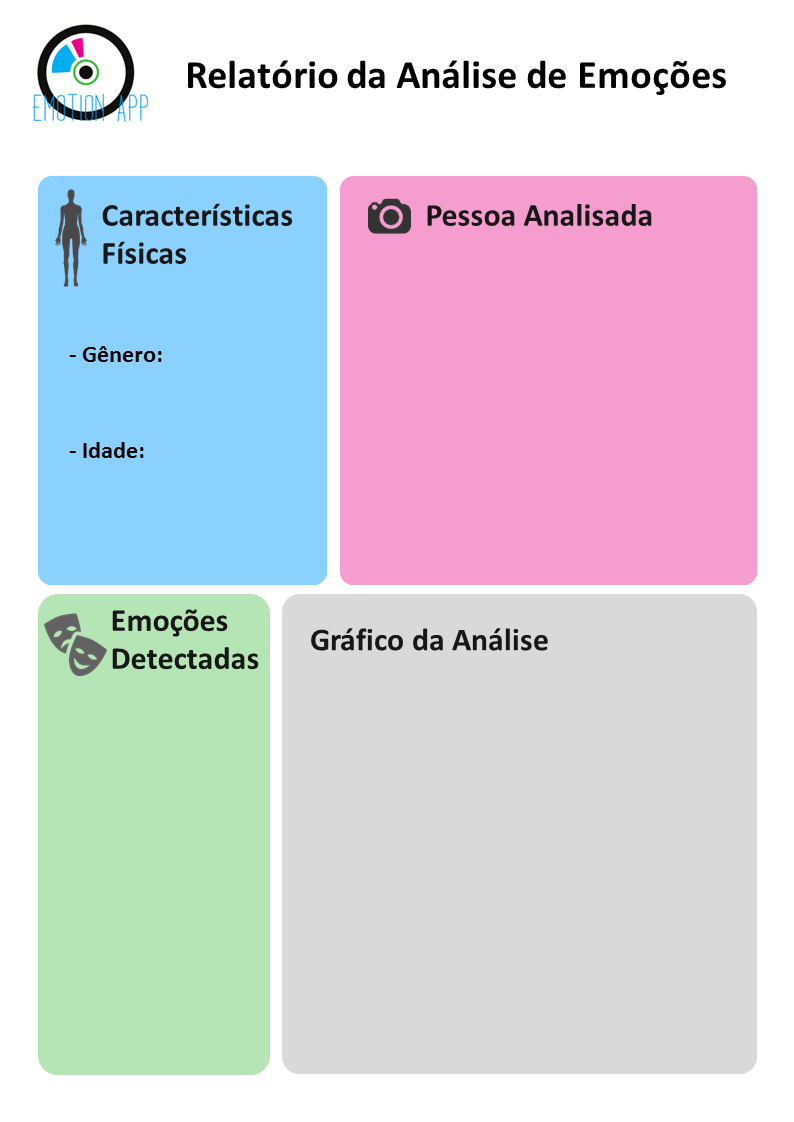 EMOTION APP
Relatório da Análise de Emoções
Características
Físicas
- Gênero:
- Idade:
Pessoa Analisada
Emoções
Detectadas
Gráfico da Análise